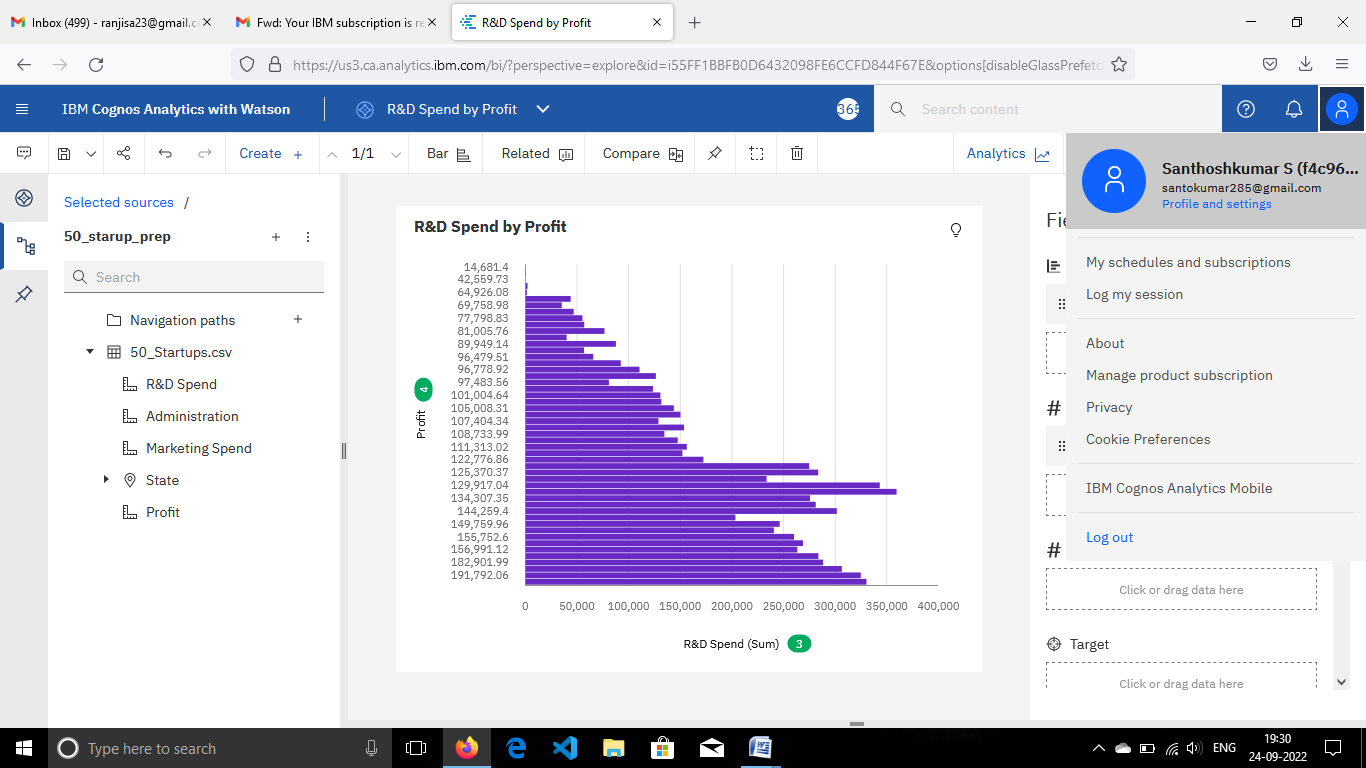 Inbox (499) - ranjisa23@gmail.c
Fwd: Your IBM subscription is re
R&D Spend by Profit
https://us3.ca.analytics.ibm.com/bi/?perspective=explore&id=i55FF1BBFB0D6432098FE6CCFD844F67E&options[disableGlassPrefetc
IBM Cognos Analytics with Watson
R&D Spend by Profit
365
Search content
Create
1/1
Bar
Related
Compare
Analytics
Santhoshkumar S (f4c96...
santokumar285@gmail.com
Profile and settings
My schedules and subscriptions
Log my session
About
Manage product subscription
Privacy
Cookie Preferences
IBM Cognos Analytics Mobile
Log out
Selected sources /
50_starup_prep
Search
Navigation paths
50_Startups.csv
R&D Spend
Administration
Marketing Spend
State
Profit
R&D Spend by Profit
14,681.4
42,559.73
64,926.08
69,758.98
77,798.83
81,005.76
89,949.14
96,479.51
96,778.92
97,483.56
101,004.64
105,008.31
107,404.34
108,733.99
111,313.02
122,776.86
125,370.37
129,917.04
134,307.35
144,259.4
149,759.96
155,752.6
156,991.12
182,901.99
191,792.06
Profit 4
0 50,000 100,000 150,000 200,000 250,000 300,000 350,000 400,000
R&D Spend (Sum) 3
Fie
#
#
Click or drag data here
Target
Click or drag data here
Type here to search
ENG
19:30
24-09-2022